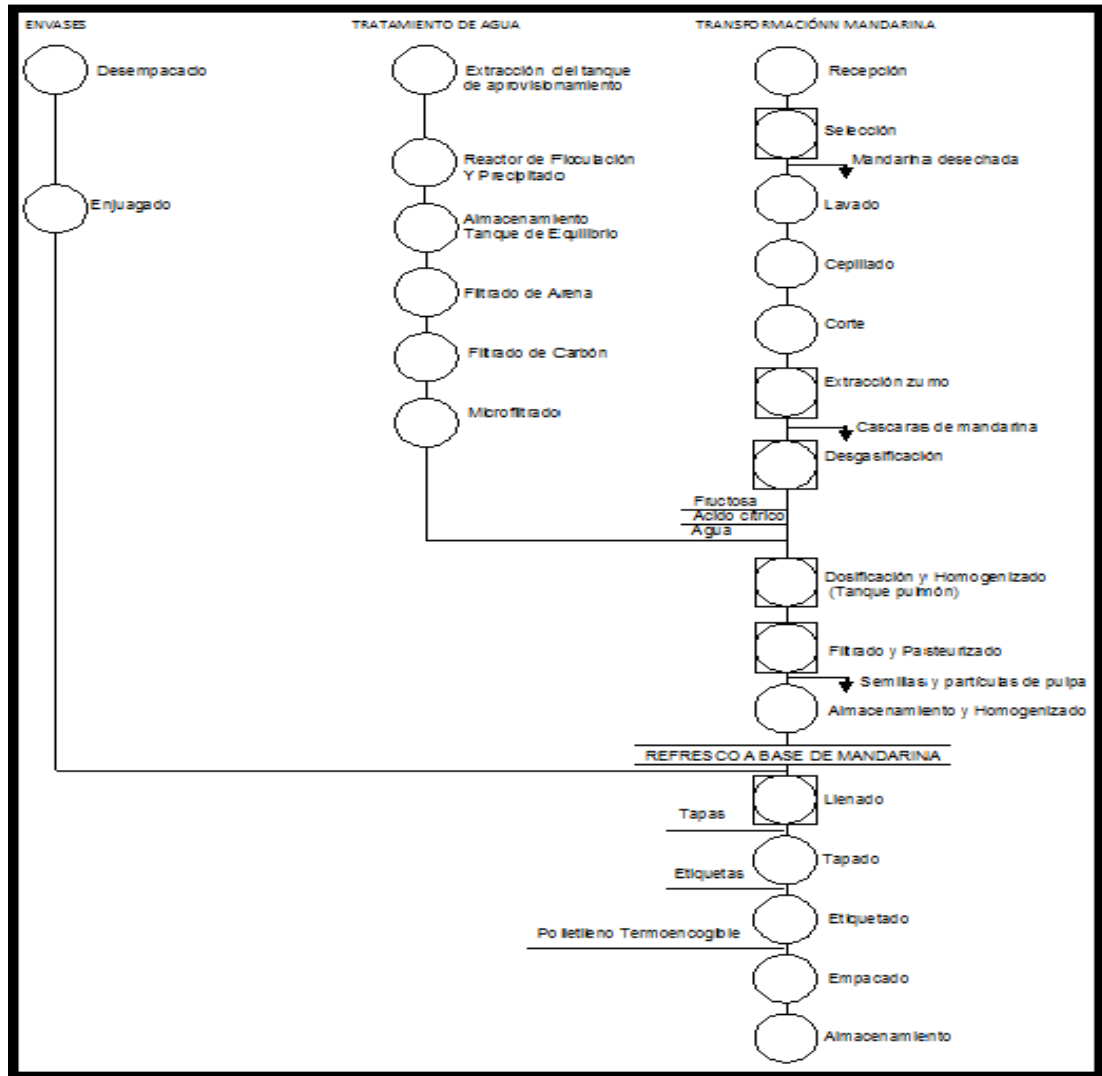 ENVASES
TRATAMIENTO DE AGUA
TRANSFORMACIÓNN MANDARINA
Desempacado
Extracción del tanque
de aprovisionamiento
Recepción
Selección
Mandarina desechada
Reactor de Floculación
Y Precipitado
Enjuagado
Lavado
Almacenamiento
Tanque de Equilibrio
Cepillado
Filtrado de Arena
Corte
Filtrado de Carbón
Extracción zumo
Microfiltrado
Cascaras de mandarina
Desgasificación
Fructosa
Acido cítrico
Agua
Dosificación y Homogenizado
(Tanque pulmón)
Filtrado y Pasteurizado
Semillas y partículas de pulpa
Almacenamiento y Homogenizado
REFRESCO A BASE DE MANDARINA
Llenado
Tapas
Tapado
Etiquetas
Etiquetado
Polietileno Termoencogible
Empacado
Almacenamiento